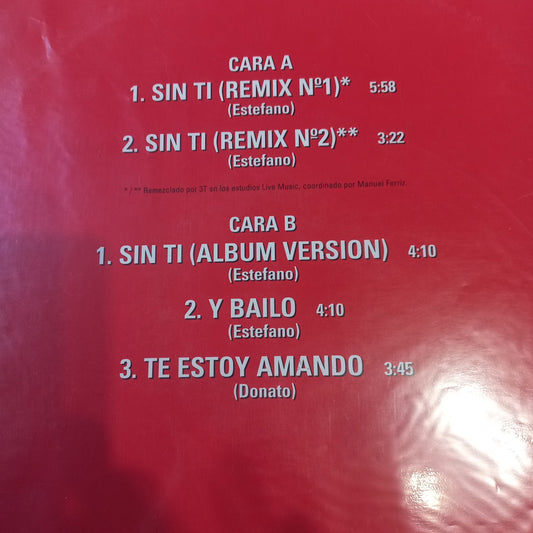 CARA A
1. SIN TI (REMIX Nº1)* 5:58
(Estefano)
2. SIN TI (REMIX Nº2)** 3:22
(Estefano)
* / ** Remezclado por 3T en los estudios Live Music, coordinado por Manuel Ferriz
CARA B
1. SIN TI (ALBUM VERSION) 4:10
(Estefano)
2. Y BAILO 4:10
(Estefano)
3. TE ESTOY AMANDO 3:45
(Donato)